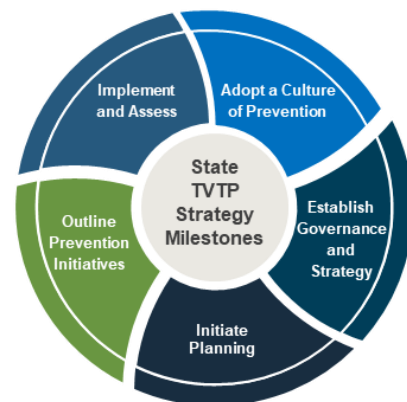 Implement
and Assess
Adopt a Culture
of Prevention
State
TVTP
Strategy
Milestones
Establish
Governance
and
Strategy
Outline
Prevention
Initiatives
Initiate
Planning